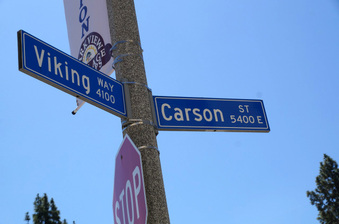 Viking WAY
4100
Carson ST
5400 E
STOP